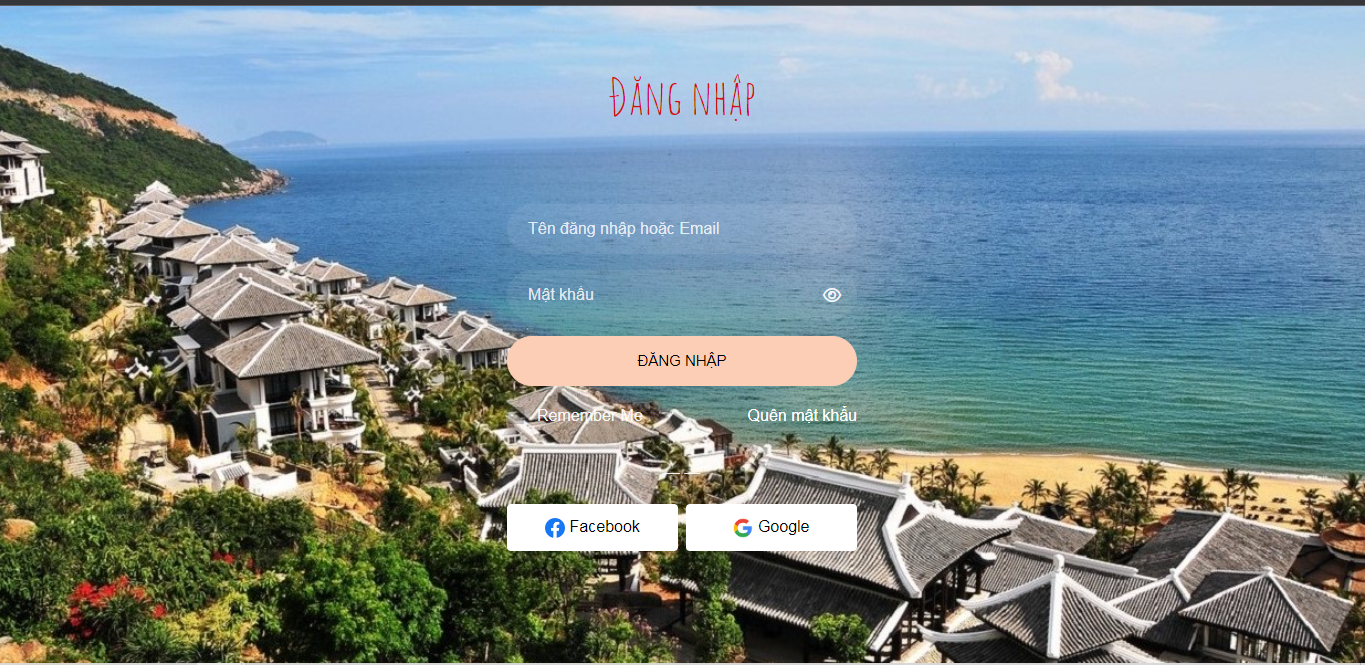 ĐĂNG NHẬP
Tên đăng nhập hoặc Email
Mật khẩu
ĐĂNG NHẬP
Remember Me Quên mật khẩu
Facebook Google